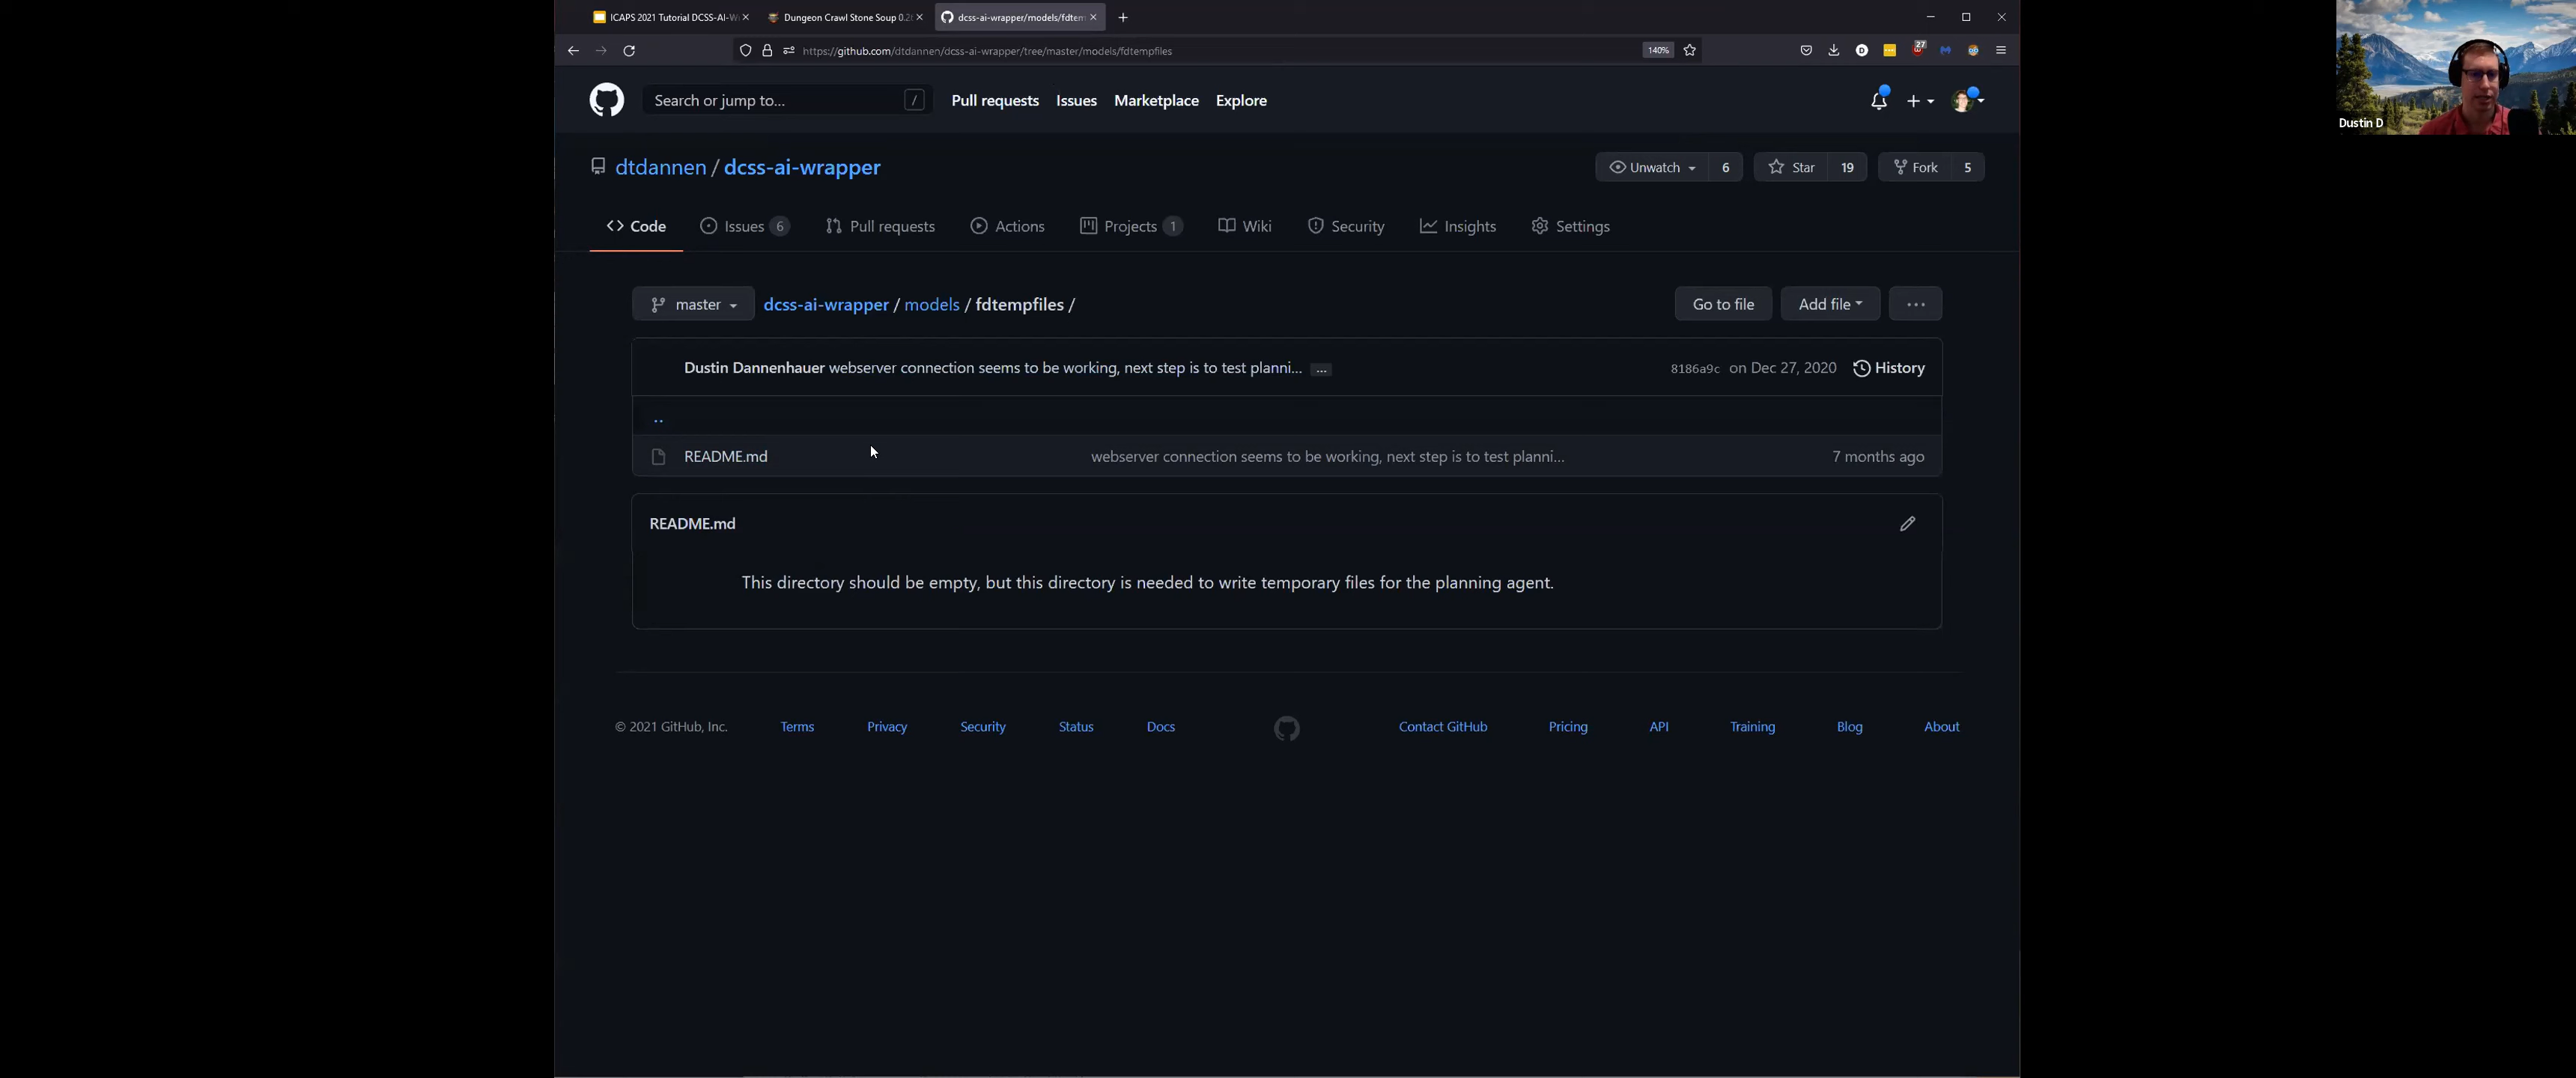 ICAPS 2021 Tutorial DCSS-AI-W
Dungeon Crawl Stone Soup 0.2
dcss-ai-wrapper/models/fdtem
https://github.com/dtdannen/dcss-ai-wrapper/tree/master/models/fdtempfiles
140%
27
Search or jump to...
/
Pull requests Issues Marketplace Explore
Dustin D
dtdannen / dcss-ai-wrapper
Unwatch 6 Star 19 Fork 5
Code Issues 6 Pull requests Actions Projects 1 Wiki Security Insights Settings
master dcss-ai-wrapper / models / fdtempfiles / Go to file Add file ...
Dustin Dannenhauer webserver connection seems to be working, next step is to test planni... ... 8186a9c on Dec 27, 2020 History
..
README.md webserver connection seems to be working, next step is to test planni... 7 months ago
README.md
This directory should be empty, but this directory is needed to write temporary files for the planning agent.
© 2021 GitHub, Inc. Terms Privacy Security Status Docs Contact GitHub Pricing API Training Blog About